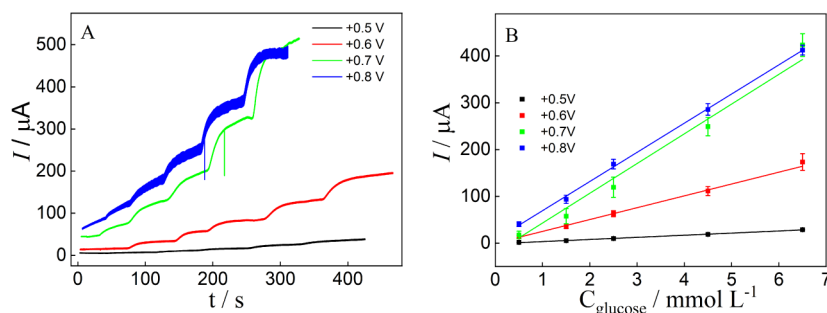 A
+0.5 V
+0.6 V
+0.7 V
+0.8 V
500
400
300
200
100
0
I / μA
0
100
200
300
400
t / s
B
+0.5V
+0.6V
+0.7V
+0.8V
400
300
200
100
0
I / μA
0
1
2
3
4
5
6
7
C_glucose / mmol L⁻¹